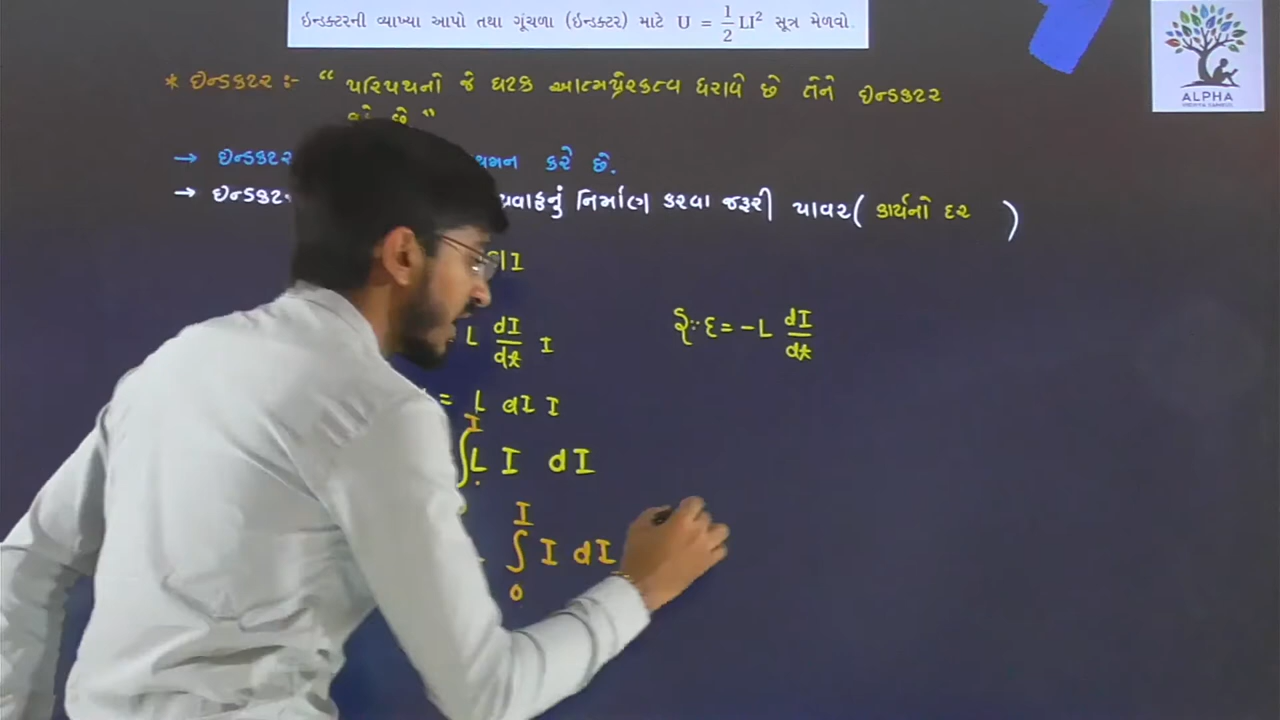 ઇન્ડક્ટરની વ્યાખ્યા આપો તથા ગૂંચળા (ઇન્ડક્ટર) માટે U = 1/2 LI² સૂત્ર મેળવો.
ALPHA
* ઇન્ડક્ટર :- “ પરિપથનો જે ઘટક આત્મપ્રેરકત્વ ધરાવે છે તેને ઇન્ડક્ટર
છે ”
→ ઇન્ડક્ટર કરે છે.
→ ઇન્ડક્ટર નિર્માણ કરવા જરૂરી પાવર ( કાર્યનો દર )
I
L dI/dt I
{∵ ε = -L dI/dt
= L dI I
∫ L I dI
I
∫ I dI
0